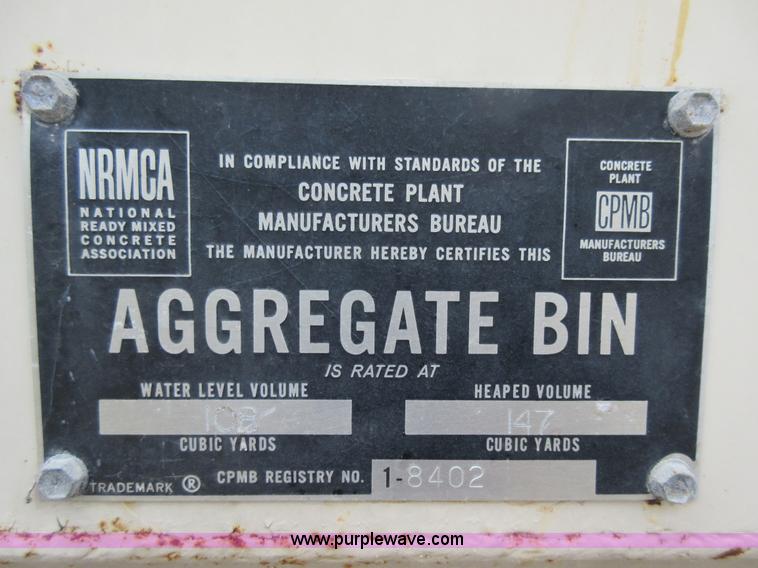 NRMCA
NATIONAL
READY MIXED
CONCRETE
ASSOCIATION
IN COMPLIANCE WITH STANDARDS OF THE
CONCRETE PLANT
MANUFACTURERS BUREAU
THE MANUFACTURER HEREBY CERTIFIES THIS
CONCRETE
PLANT
CPMB
MANUFACTURERS
BUREAU
AGGREGATE BIN
IS RATED AT
WATER LEVEL VOLUME
108
CUBIC YARDS
HEAPED VOLUME
147
CUBIC YARDS
TRADEMARK ®
CPMB REGISTRY NO. 1-8402
www.purplewave.com